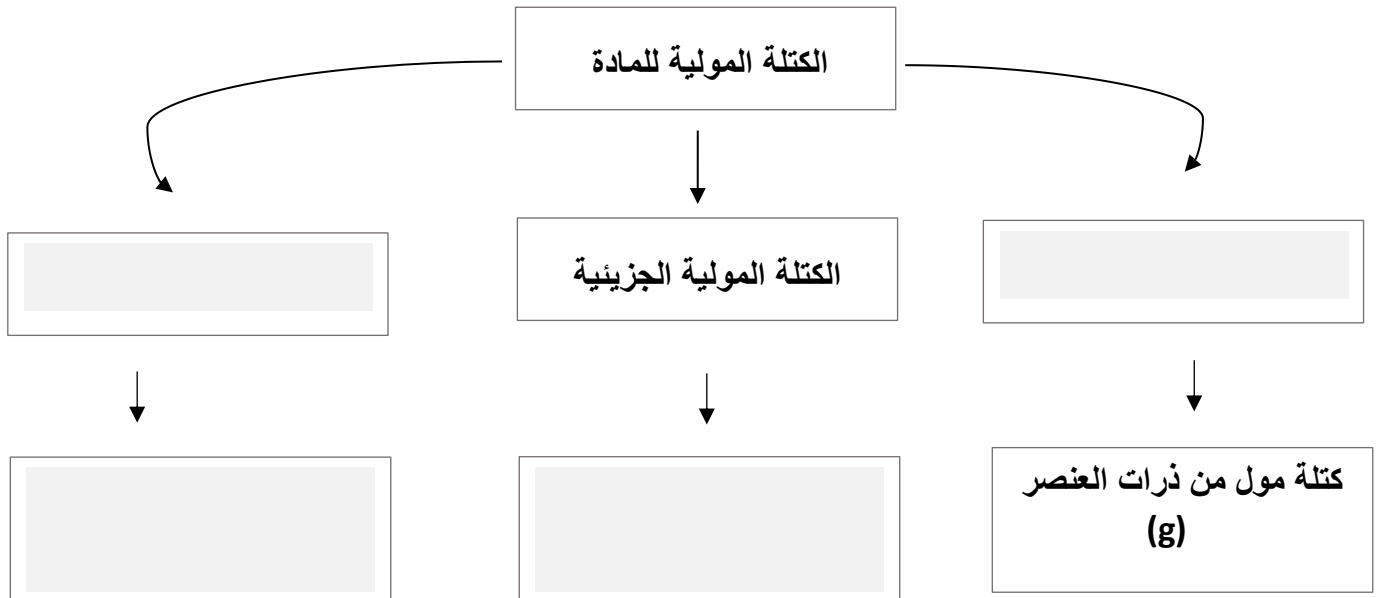 الكتلة المولية للمادة
الكتلة المولية الجزيئية
كتلة مول من ذرات العنصر
(g)